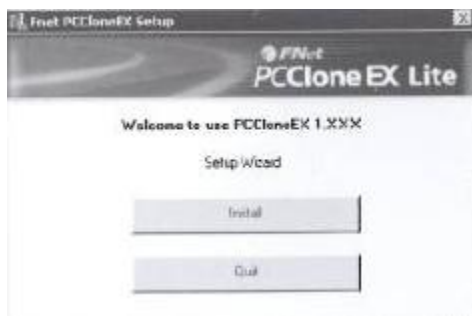 Fnet PCCloneEX Setup
FNet
PCClone EX Lite
Welcome to use PCCloneEX 1.XXX
Setup Wizard
Install
Quit